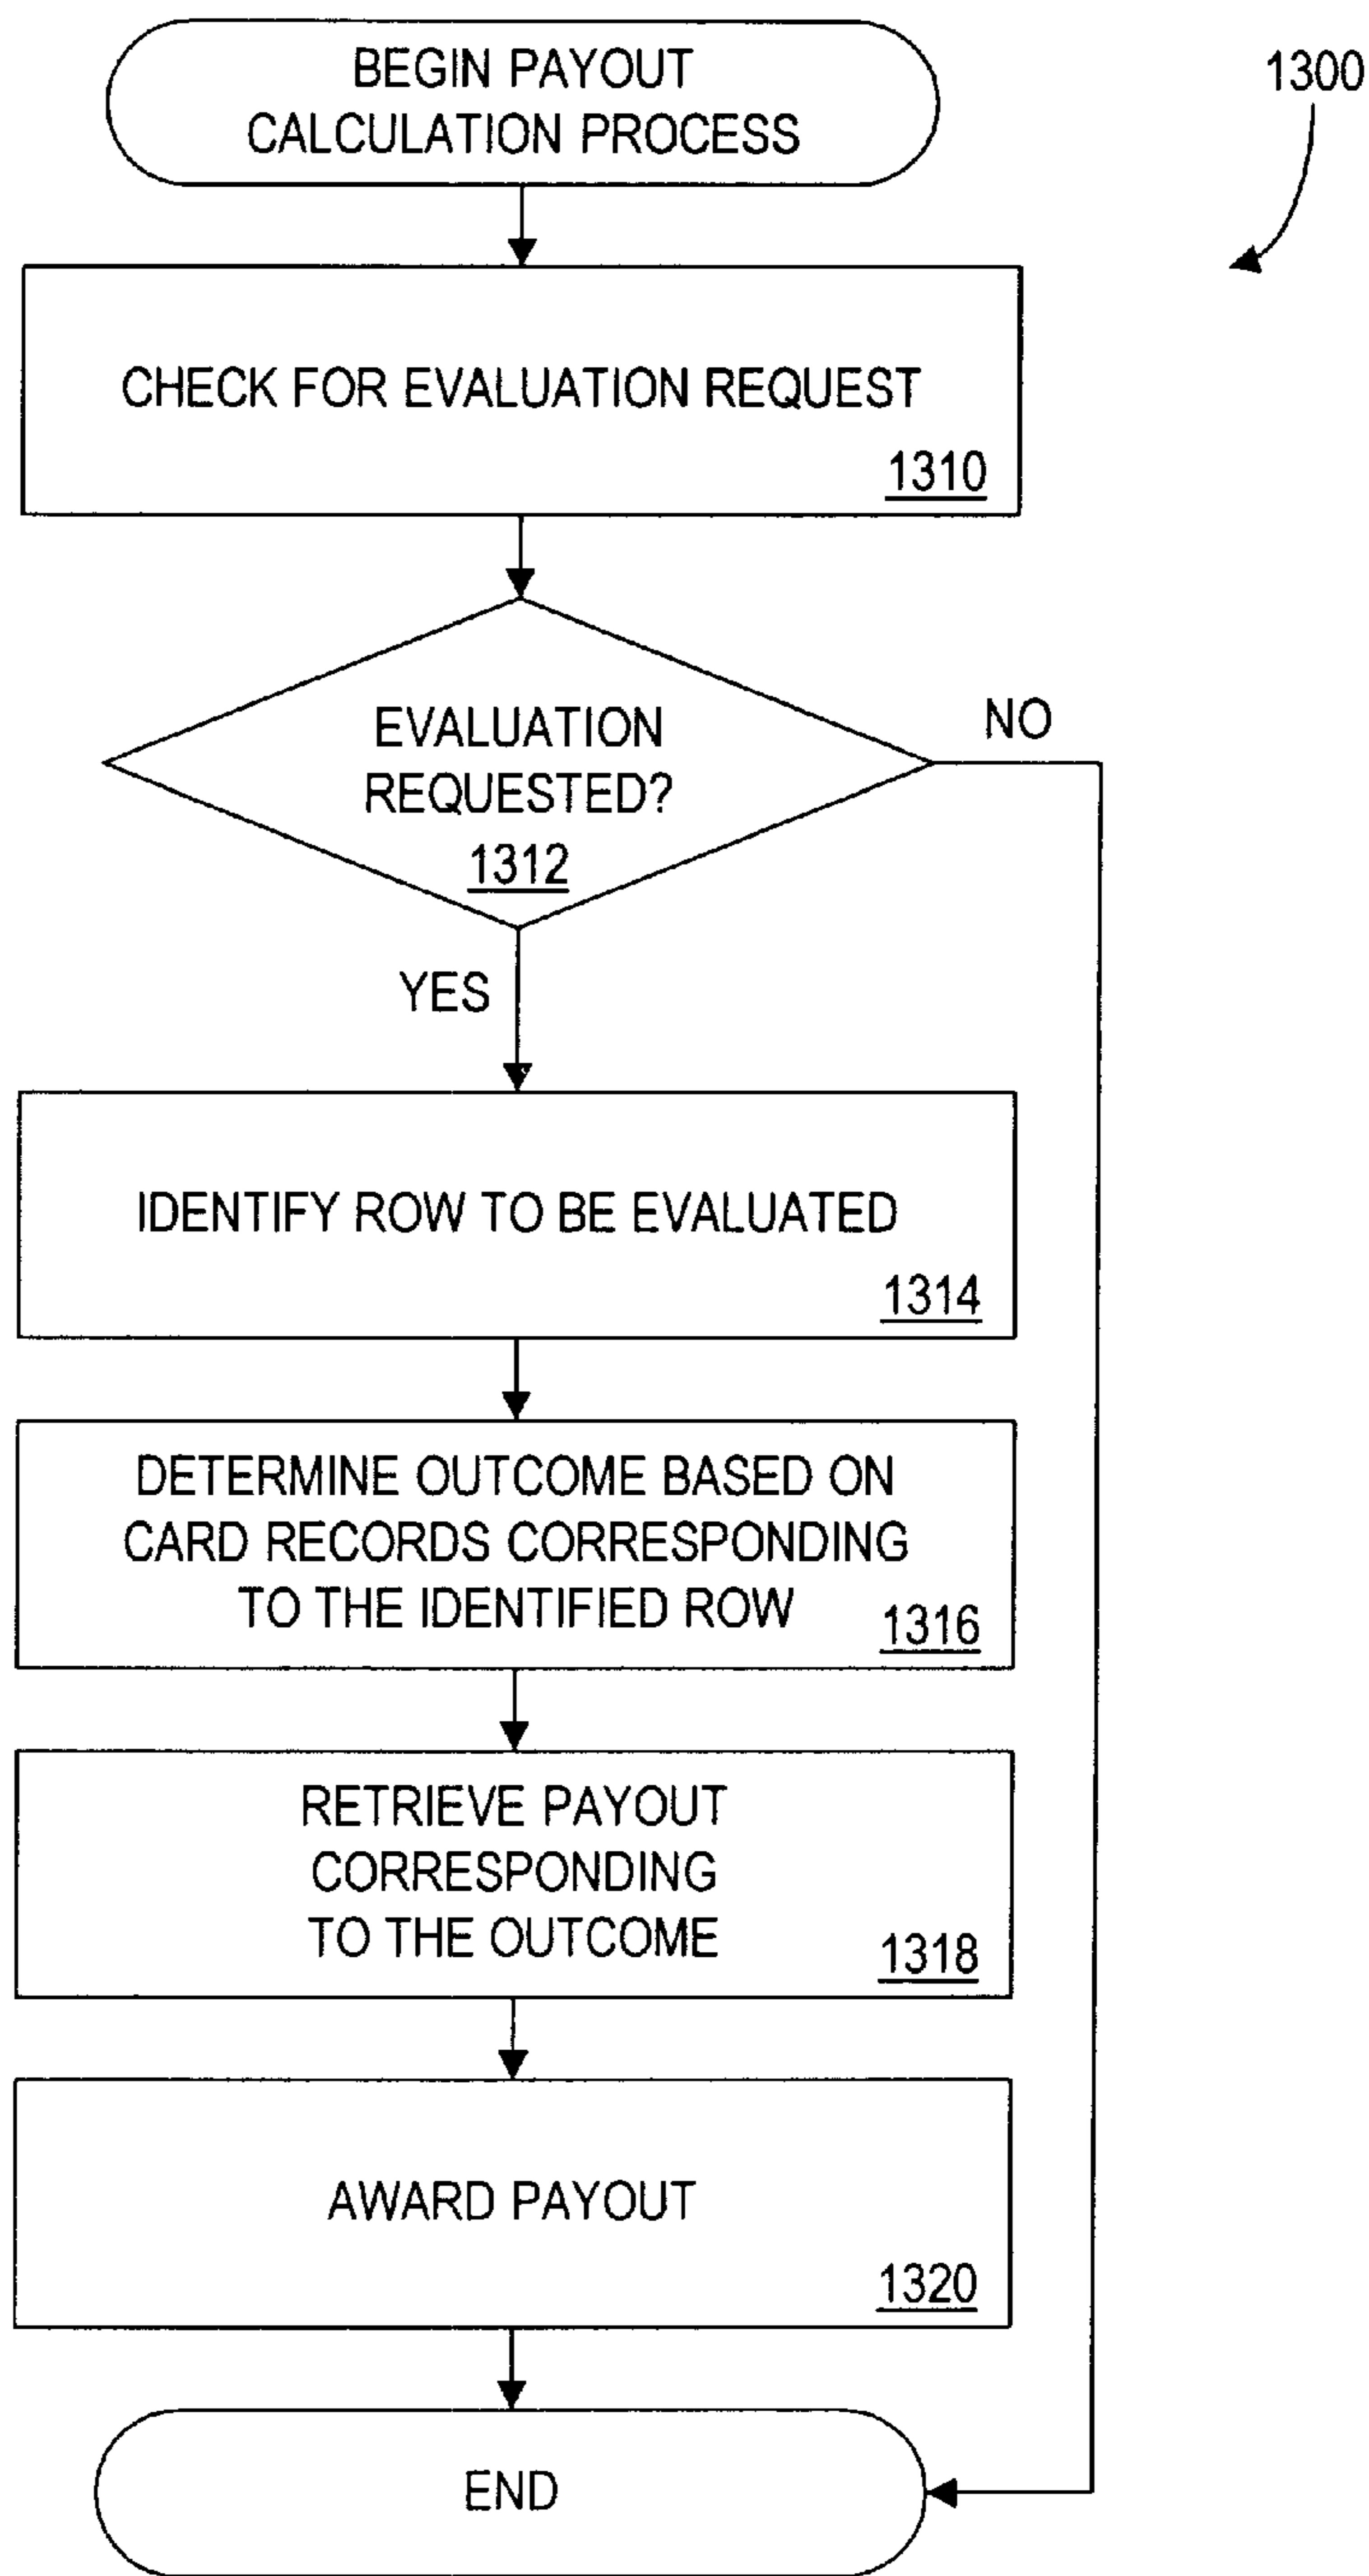 BEGIN PAYOUT
CALCULATION PROCESS
1300
CHECK FOR EVALUATION REQUEST
1310
EVALUATION
REQUESTED?
1312
NO
YES
IDENTIFY ROW TO BE EVALUATED
1314
DETERMINE OUTCOME BASED ON
CARD RECORDS CORRESPONDING
TO THE IDENTIFIED ROW
1316
RETRIEVE PAYOUT
CORRESPONDING
TO THE OUTCOME
1318
AWARD PAYOUT
1320
END